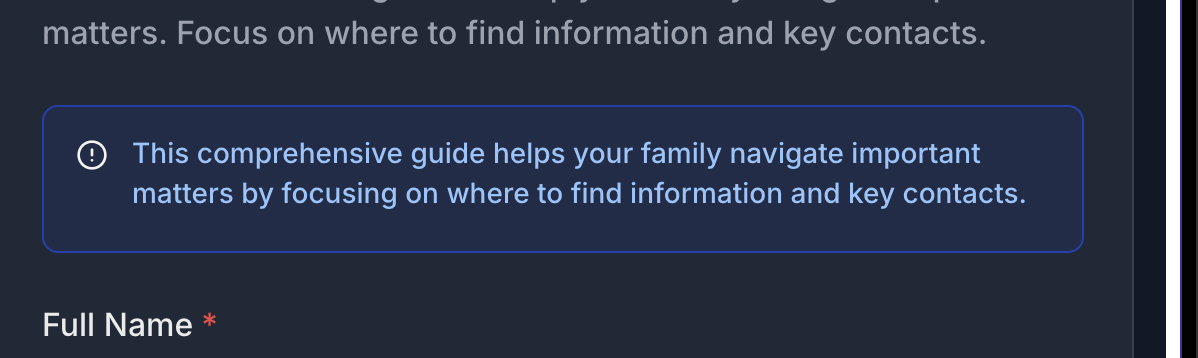 matters. Focus on where to find information and key contacts.
This comprehensive guide helps your family navigate important
matters by focusing on where to find information and key contacts.
Full Name *